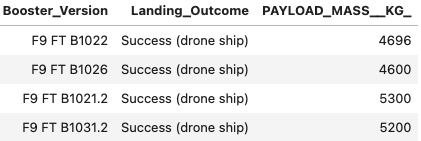 Booster_Version Landing_Outcome PAYLOAD_MASS__KG_
F9 FT B1022 Success (drone ship) 4696
F9 FT B1026 Success (drone ship) 4600
F9 FT B1021.2 Success (drone ship) 5300
F9 FT B1031.2 Success (drone ship) 5200